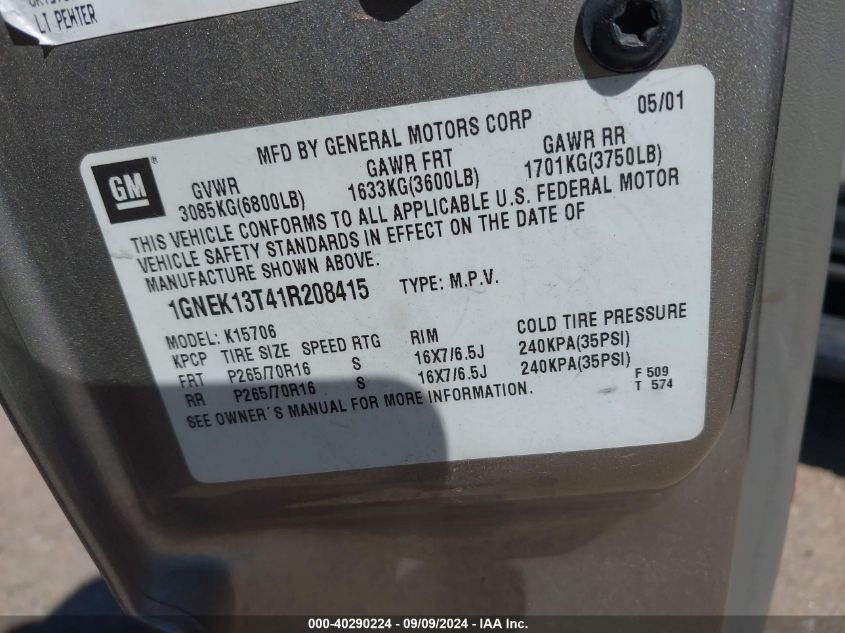 LT PEWTER
05/01
MFD BY GENERAL MOTORS CORP
GM®
GVWR GAWR FRT GAWR RR
3085KG(6800LB) 1633KG(3600LB) 1701KG(3750LB)
THIS VEHICLE CONFORMS TO ALL APPLICABLE U.S. FEDERAL MOTOR
VEHICLE SAFETY STANDARDS IN EFFECT ON THE DATE OF
MANUFACTURE SHOWN ABOVE.
1GNEK13T41R208415 TYPE: M.P.V.
MODEL: K15706
KPCP TIRE SIZE SPEED RTG RIM COLD TIRE PRESSURE
FRT P265/70R16 S 16X7/6.5J 240KPA(35PSI)
RR P265/70R16 S 16X7/6.5J 240KPA(35PSI)
SEE OWNER'S MANUAL FOR MORE INFORMATION.
F 509
T 574
000-40290224 - 09/09/2024 - IAA Inc.